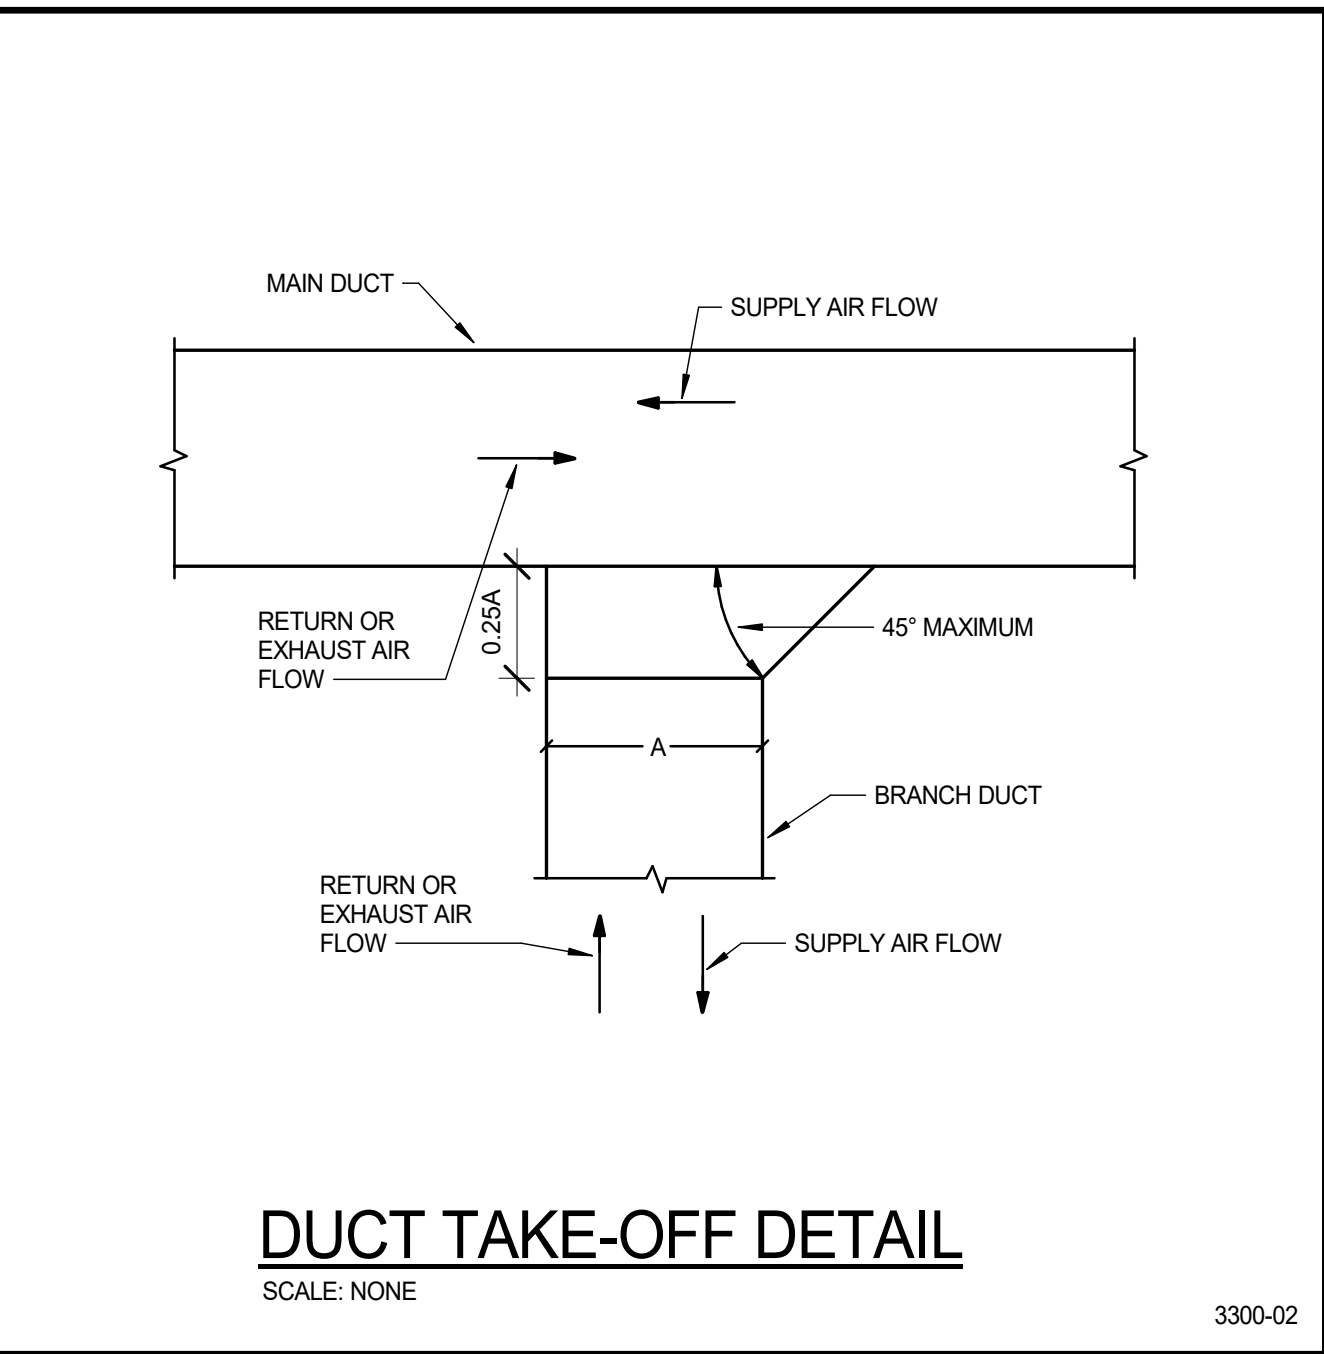 MAIN DUCT
SUPPLY AIR FLOW
RETURN OR
EXHAUST AIR
FLOW
0.25A
45° MAXIMUM
A
BRANCH DUCT
RETURN OR
EXHAUST AIR
FLOW
SUPPLY AIR FLOW
DUCT TAKE-OFF DETAIL
SCALE: NONE
3300-02